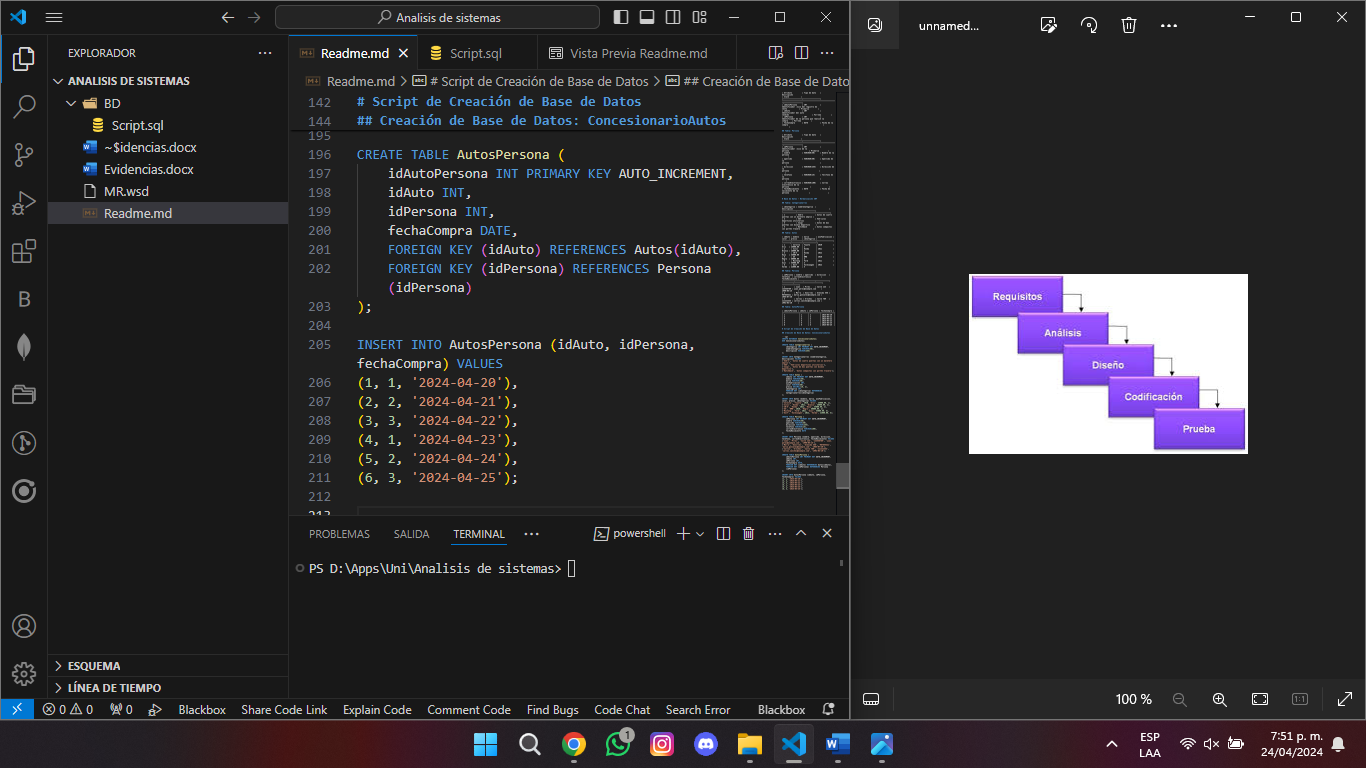 Analisis de sistemas
EXPLORADOR
ANALISIS DE SISTEMAS
BD
Script.sql
~$idencias.docx
Evidencias.docx
MR.wsd
Readme.md
ESQUEMA
LÍNEA DE TIEMPO
Readme.md
Script.sql
Vista Previa Readme.md
Readme.md > # Script de Creación de Base de Datos > ## Creación de Base de Dato
142 # Script de Creación de Base de Datos
144 ## Creación de Base de Datos: ConcesionarioAutos
195
196 CREATE TABLE AutosPersona (
197 idAutoPersona INT PRIMARY KEY AUTO_INCREMENT,
198 idAuto INT,
199 idPersona INT,
200 fechaCompra DATE,
201 FOREIGN KEY (idAuto) REFERENCES Autos(idAuto),
202 FOREIGN KEY (idPersona) REFERENCES Persona
(idPersona)
203 );
204
205 INSERT INTO AutosPersona (idAuto, idPersona,
fechaCompra) VALUES
206 (1, 1, '2024-04-20'),
207 (2, 2, '2024-04-21'),
208 (3, 3, '2024-04-22'),
209 (4, 1, '2024-04-23'),
210 (5, 2, '2024-04-24'),
211 (6, 3, '2024-04-25');
212
213
PROBLEMAS SALIDA TERMINAL
powershell
PS D:\Apps\Uni\Analisis de sistemas>
0 0 0 Blackbox Share Code Link Explain Code Comment Code Find Bugs Code Chat Search Error Blackbox
unnamed...
Requisitos
Análisis
Diseño
Codificación
Prueba
100 %
1:1
1
ESP
LAA
7:51 p. m.
24/04/2024